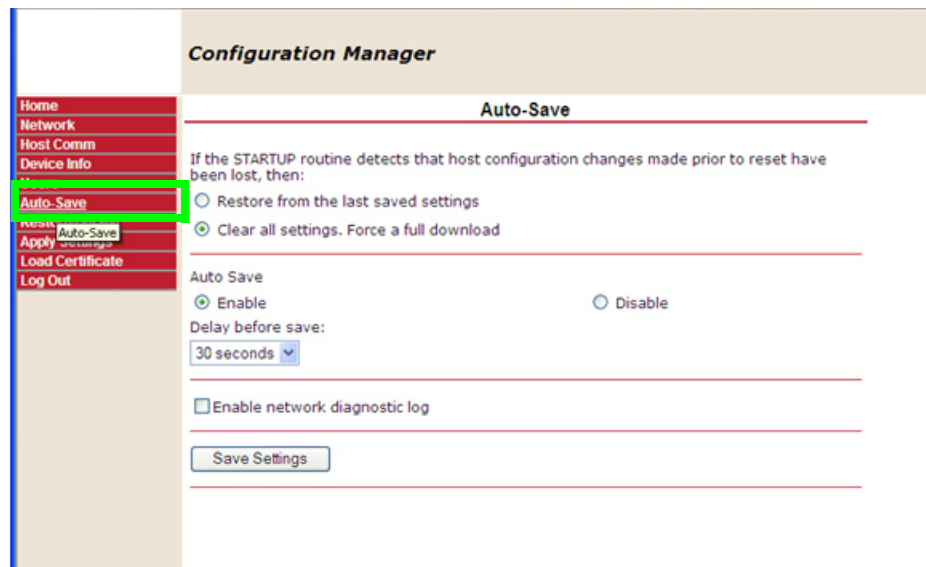 Configuration Manager
Home
Network
Host Comm
Device Info
Auto-Save
Auto-Save
Apply Settings
Load Certificate
Log Out
Auto-Save
If the STARTUP routine detects that host configuration changes made prior to reset have
been lost, then:
Restore from the last saved settings
Clear all settings. Force a full download
Auto Save
Enable
Disable
Delay before save:
30 seconds
Enable network diagnostic log
Save Settings